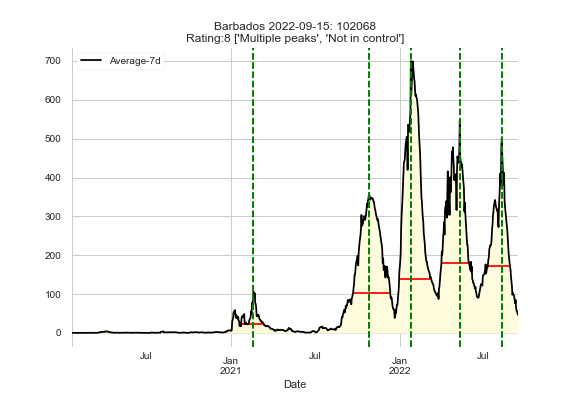 Barbados 2022-09-15: 102068
Rating:8 ['Multiple peaks', 'Not in control']
Average-7d
700
600
500
400
300
200
100
0
Jul
Jan
2021
Jul
Jan
2022
Jul
Date